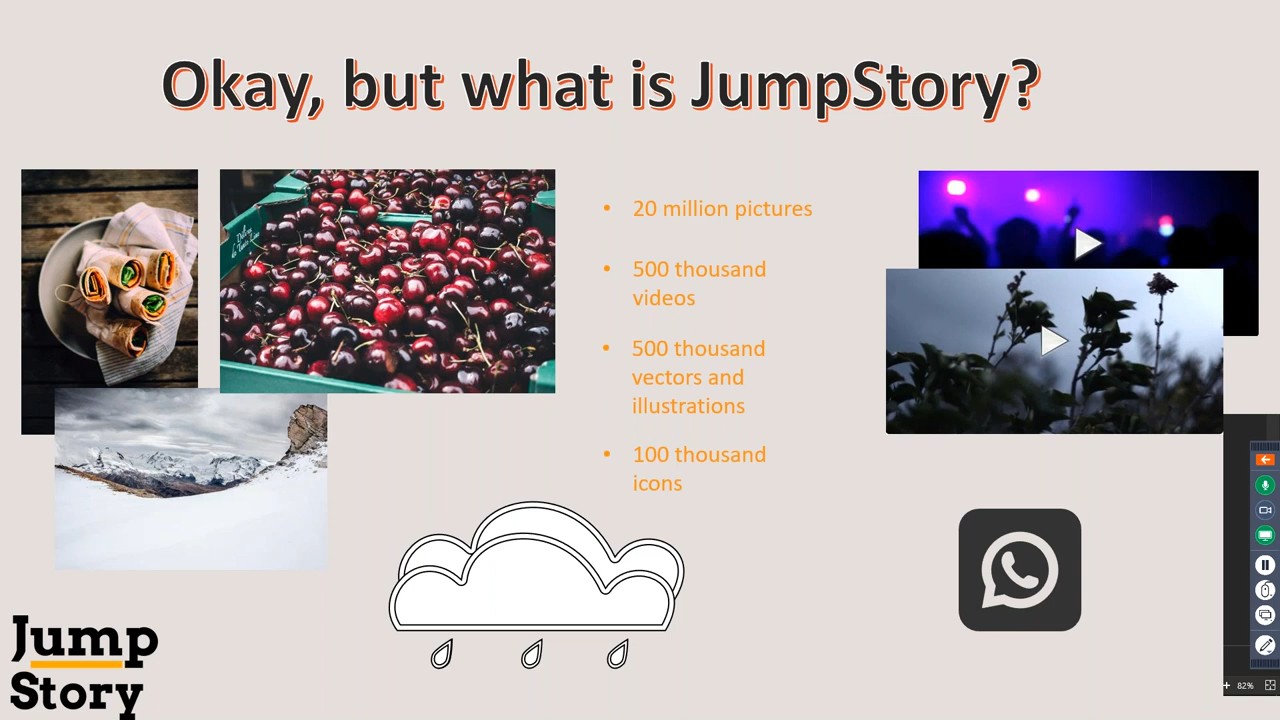 Okay, but what is JumpStory?
• 20 million pictures
• 500 thousand
videos
• 500 thousand
vectors and
illustrations
• 100 thousand
icons
Jump
Story
82%